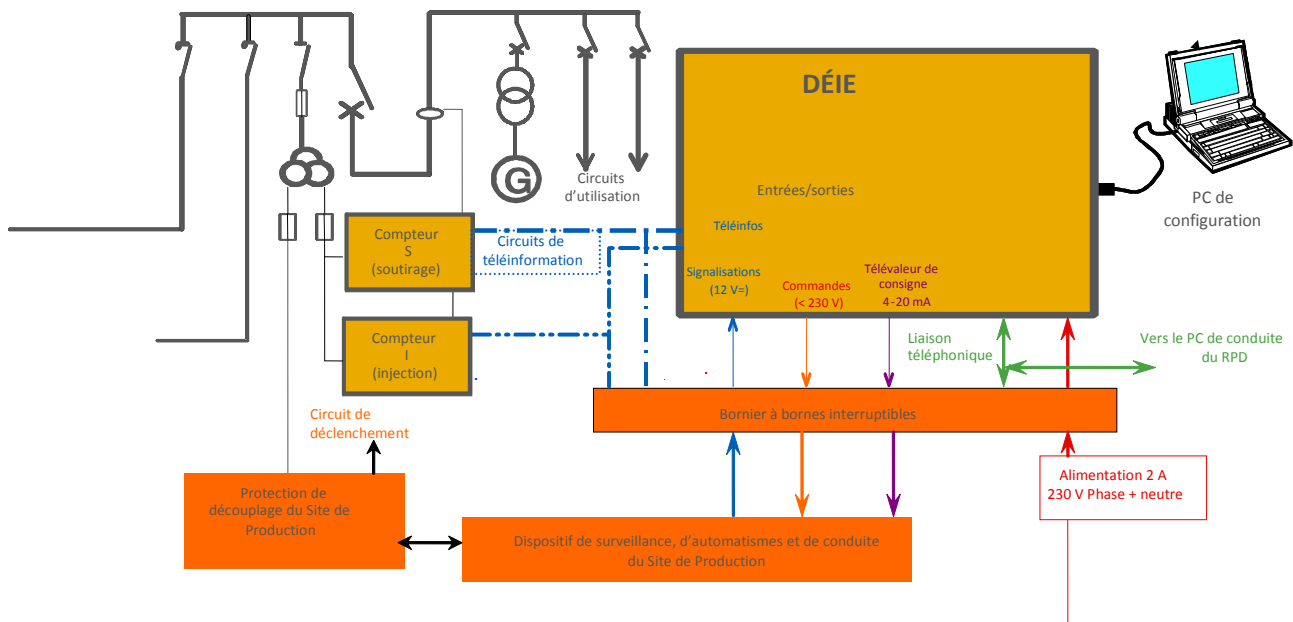 DÉIE
Entrées/sorties
Téléinfos
Signalisations
(12 V=)
Commandes
(< 230 V)
Télévaleur de
consigne
4-20 mA
PC de
configuration
G
Circuits
d'utilisation
Compteur
S
(soutirage)
Circuits de
téléinformation
Compteur
I
(injection)
Liaison
téléphonique
Vers le PC de conduite
du RPD
Bornier à bornes interruptibles
Circuit de
déclenchement
Alimentation 2 A
230 V Phase + neutre
Protection de
découplage du Site de
Production
Dispositif de surveillance, d'automatismes et de conduite
du Site de Production